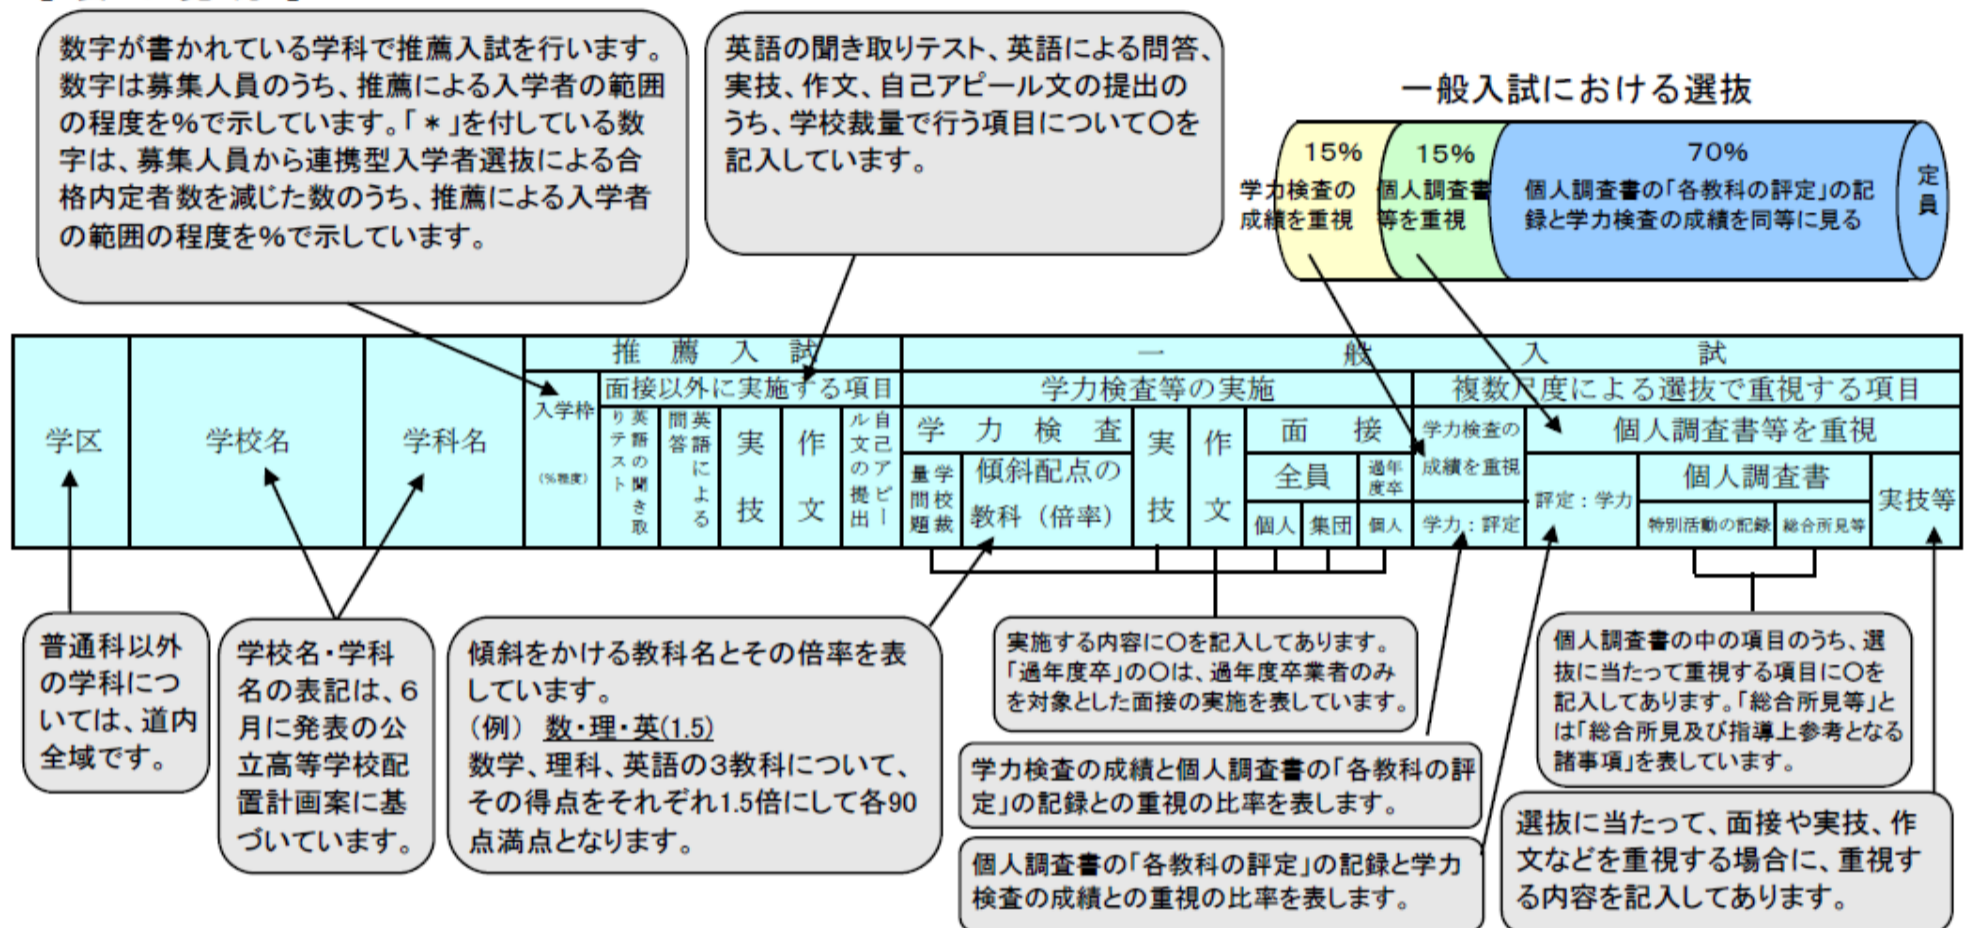 数字が書かれている学科で推薦入試を行います。
数字は募集人員のうち、推薦による入学者の範囲
の程度を%で示しています。「＊」を付している数
字は、募集人員から連携型入学者選抜による合
格内定者数を減じた数のうち、推薦による入学者
の範囲の程度を%で示しています。
英語の聞き取りテスト、英語による問答、
実技、作文、自己アピール文の提出の
うち、学校裁量で行う項目について〇を
記入しています。
一般入試における選抜
15%
学力検査の
成績を重視
15%
個人調査書
等を重視
70%
個人調査書の「各教科の評定」の記
録と学力検査の成績を同等に見る
定員
学区
学校名
学科名
推薦入試
入学枠
(%程度)
面接以外に実施する項目
英語の聞き取りテスト
英語による問答
実技
作文
自己アピール文の提出
一般入試
学力検査等の実施
学力検査
学校裁量問題
傾斜配点の
教科（倍率）
実技
作文
面接
全員
個人
集団
過年
度卒
個人
複数尺度による選抜で重視する項目
学力検査の
成績を重視
学力：評定
個人調査書等を重視
評定：学力
個人調査書
特別活動の記録
総合所見等
実技等
普通科以外
の学科につ
いては、道内
全域です。
学校名・学科
名の表記は、6
月に発表の公
立高等学校配
置計画案に基
づいています。
傾斜をかける教科名とその倍率を表
しています。
（例） 数・理・英(1.5)
数学、理科、英語の3教科について、
その得点をそれぞれ1.5倍にして各90
点満点となります。
実施する内容に〇を記入してあります。
「過年度卒」の〇は、過年度卒業者のみ
を対象とした面接の実施を表しています。
学力検査の成績と個人調査書の「各教科の評
定」の記録との重視の比率を表します。
個人調査書の「各教科の評定」の記録と学力
検査の成績との重視の比率を表します。
個人調査書の中の項目のうち、選
抜に当たって重視する項目に〇を
記入してあります。「総合所見等」と
は「総合所見及び指導上参考となる
諸事項」を表しています。
選抜に当たって、面接や実技、作
文などを重視する場合に、重視す
る内容を記入してあります。